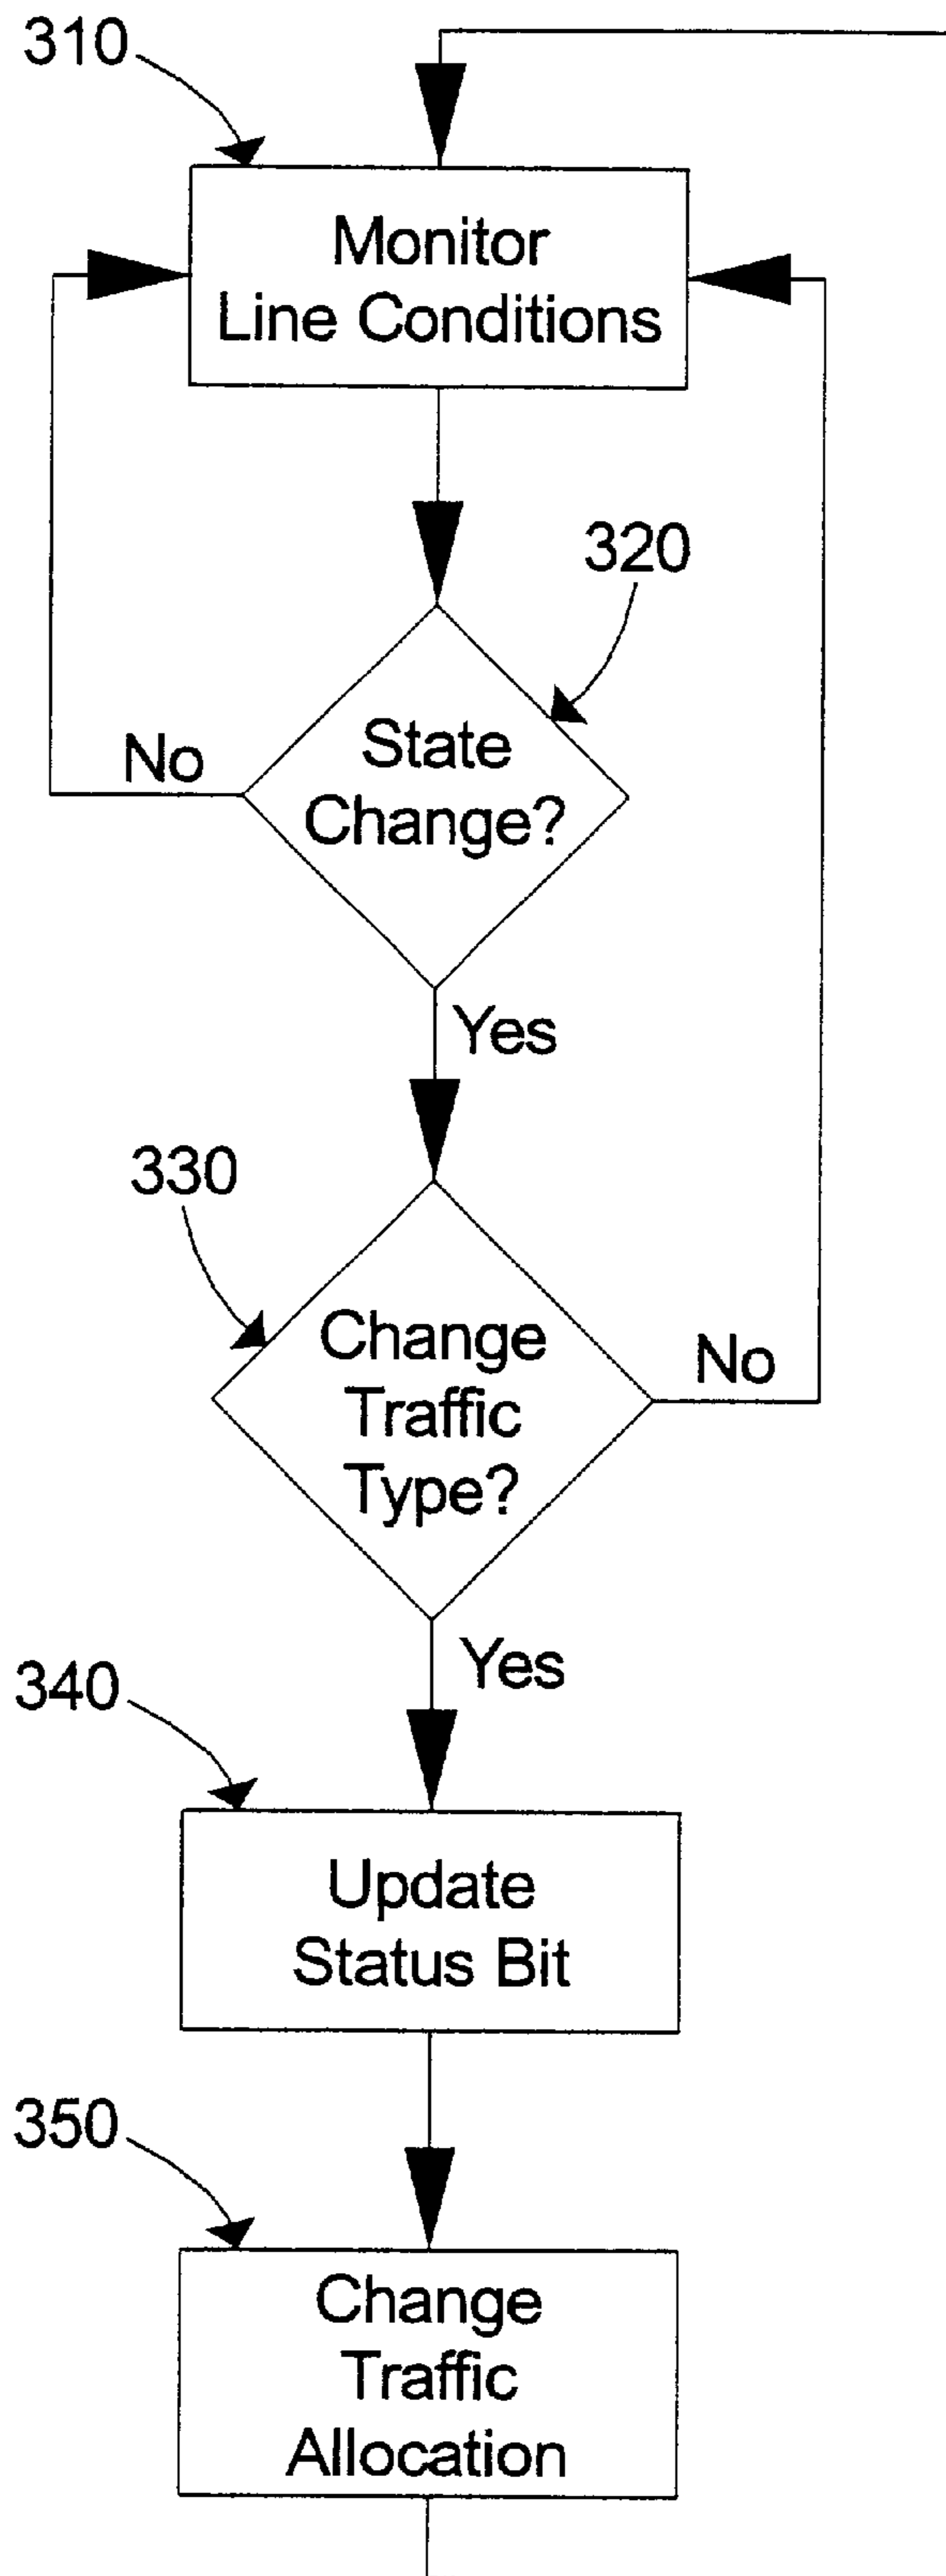 310
Monitor
Line Conditions
320
State
Change?
No
Yes
330
Change
Traffic
Type?
No
Yes
340
Update
Status Bit
350
Change
Traffic
Allocation